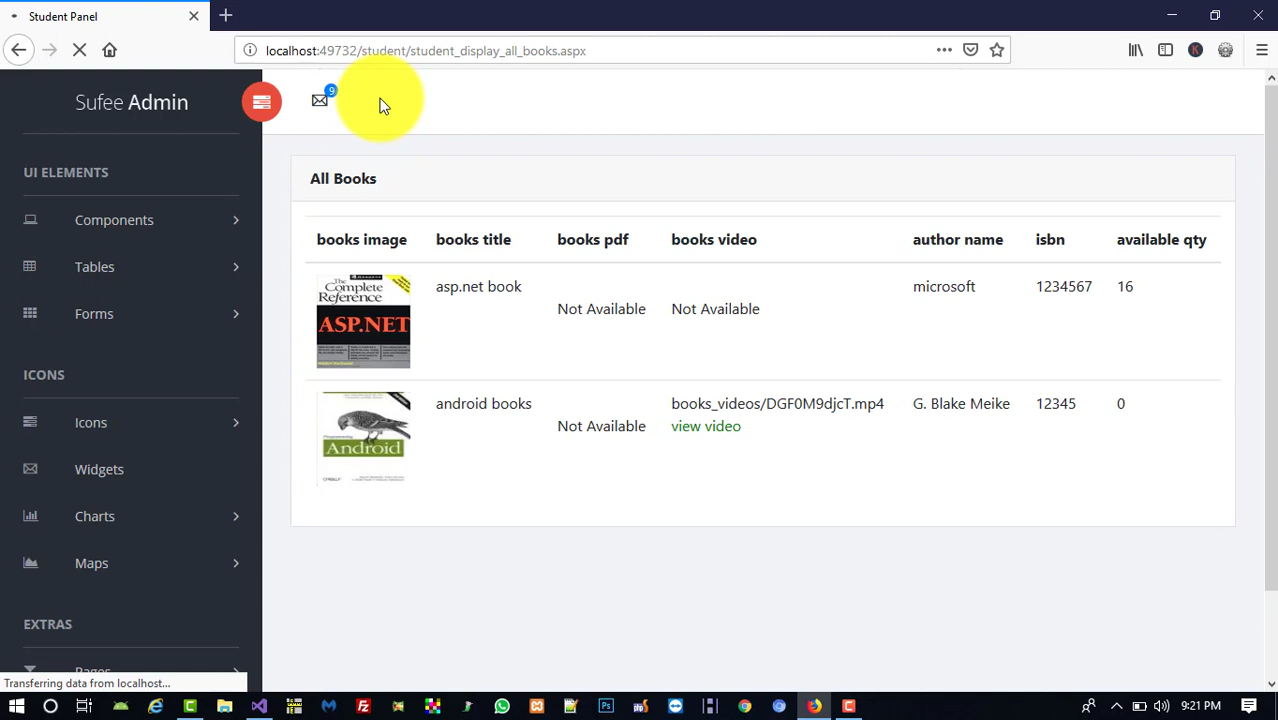 Student Panel
localhost:49732/student/student_display_all_books.aspx
Sufee Admin
9
UI ELEMENTS
Components
Tables
Forms
ICONS
Icons
Widgets
Charts
Maps
EXTRAS
Pages
Transferring data from localhost...
All Books
books image books title books pdf books video author name isbn available qty
The Complete Reference ASP.NET
asp.net book Not Available Not Available microsoft 1234567 16
Programming Android
O'REILLY
android books Not Available books_videos/DGF0M9djcT.mp4 G. Blake Meike 12345 0
view video
9:21 PM